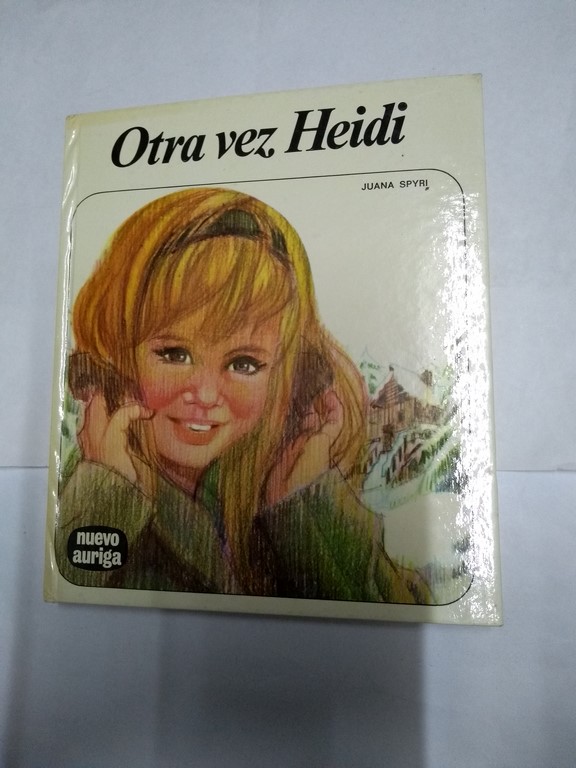 Otra vez Heidi
JUANA SPYRI
nuevo
auriga